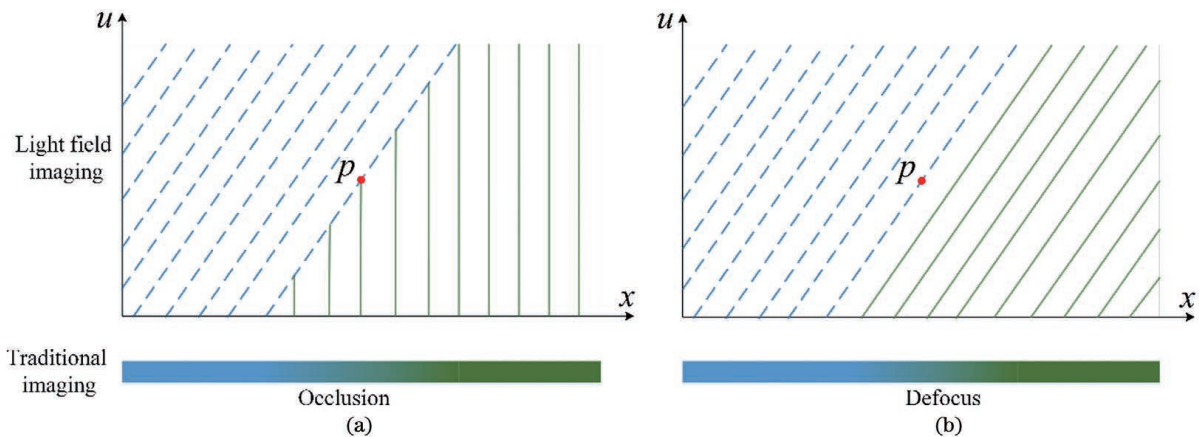 u
Light field
imaging
p
x
Traditional
imaging
Occlusion
(a)
u
p
x
Defocus
(b)